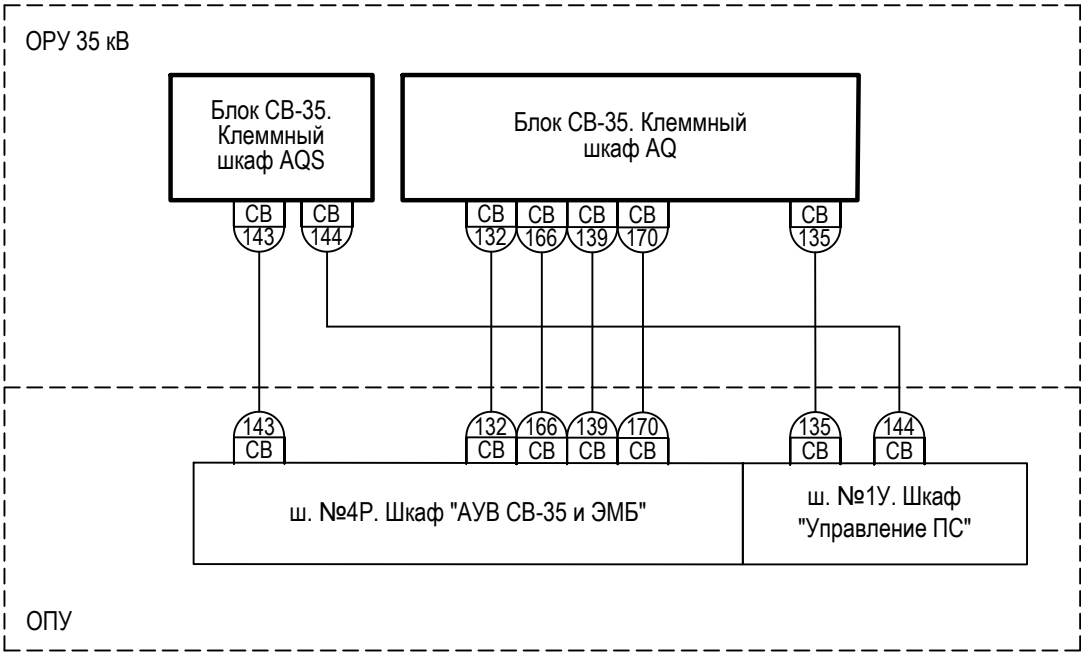 ОРУ 35 кВ
Блок СВ-35.
Клеммный
шкаф AQS
Блок СВ-35. Клеммный
шкаф AQ
СВ СВ СВ СВ СВ СВ СВ
143 144 132 166 139 170 135
143 132 166 139 170 135 144
СВ СВ СВ СВ СВ СВ СВ
ш. №4Р. Шкаф "АУВ СВ-35 и ЭМБ"
ш. №1У. Шкаф
"Управление ПС"
ОПУ